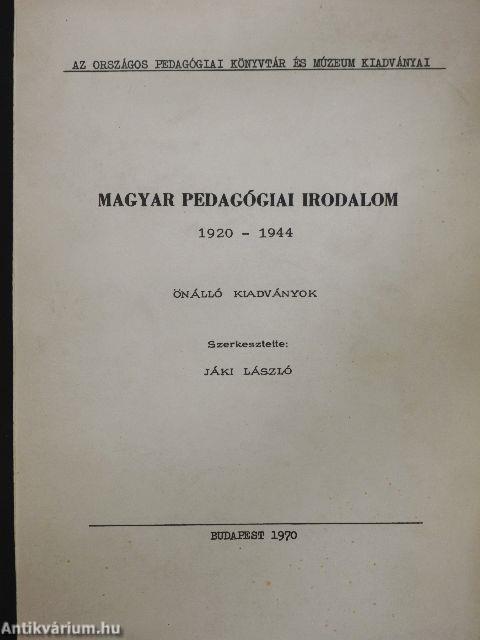 AZ ORSZÁGOS PEDAGÓGIAI KÖNYVTÁR ÉS MÚZEUM KIADVÁNYAI
MAGYAR PEDAGÓGIAI IRODALOM
1920 - 1944
ÖNÁLLÓ KIADVÁNYOK
Szerkesztette:
JÁKI LÁSZLÓ
BUDAPEST 1970
Antikvárium.hu